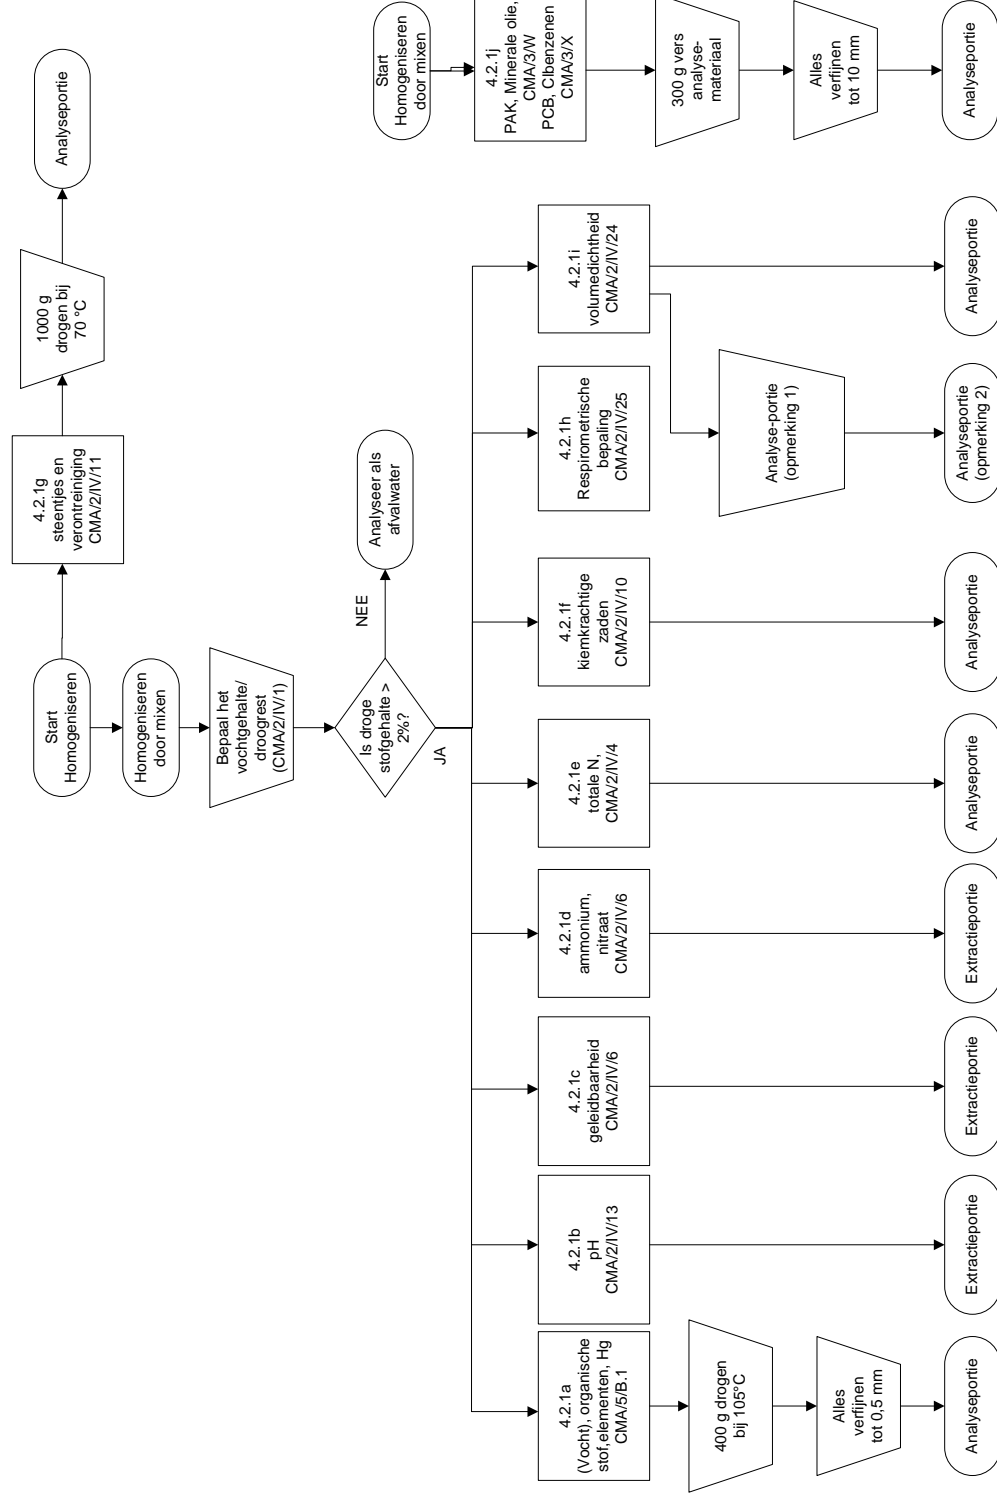 Start
Homogeniseren
4.2.1g
steentjes en
verontreiniging
CMA/2/IV/11
1000 g
drogen bij
70 °C
Analyseportie
Homogeniseren
door mixen
Bepaal het
vochtgehalte/
droogrest
(CMA/2/IV/1)
Is droge
stofgehalte >
2%?
NEE
Analyseer als
afvalwater
JA
4.2.1a
(Vocht), organische
stof,elementen, Hg
CMA/5/B.1
400 g drogen
bij 105°C
Alles
verfijnen
tot 0,5 mm
Analyseportie
4.2.1b
pH
CMA/2/IV/13
Extractieportie
4.2.1c
geleidbaarheid
CMA/2/IV/6
Extractieportie
4.2.1d
ammonium,
nitraat
CMA/2/IV/6
Extractieportie
4.2.1e
totale N,
CMA/2/IV/4
Analyseportie
4.2.1f
kiemkrachtige
zaden
CMA/2/IV/10
Analyseportie
4.2.1h
Respirometrische
bepaling
CMA/2/IV/25
4.2.1i
volumedichtheid
CMA/2/IV/24
Analyse-portie
(opmerking 1)
Analyseportie
(opmerking 2)
Analyseportie
Start
Homogeniseren
door mixen
4.2.1j
PAK, Minerale olie,
CMA/3/W
PCB, Clbenzenen
CMA/3/X
300 g vers
analyse-
materiaal
Alles
verfijnen
tot 10 mm
Analyseportie